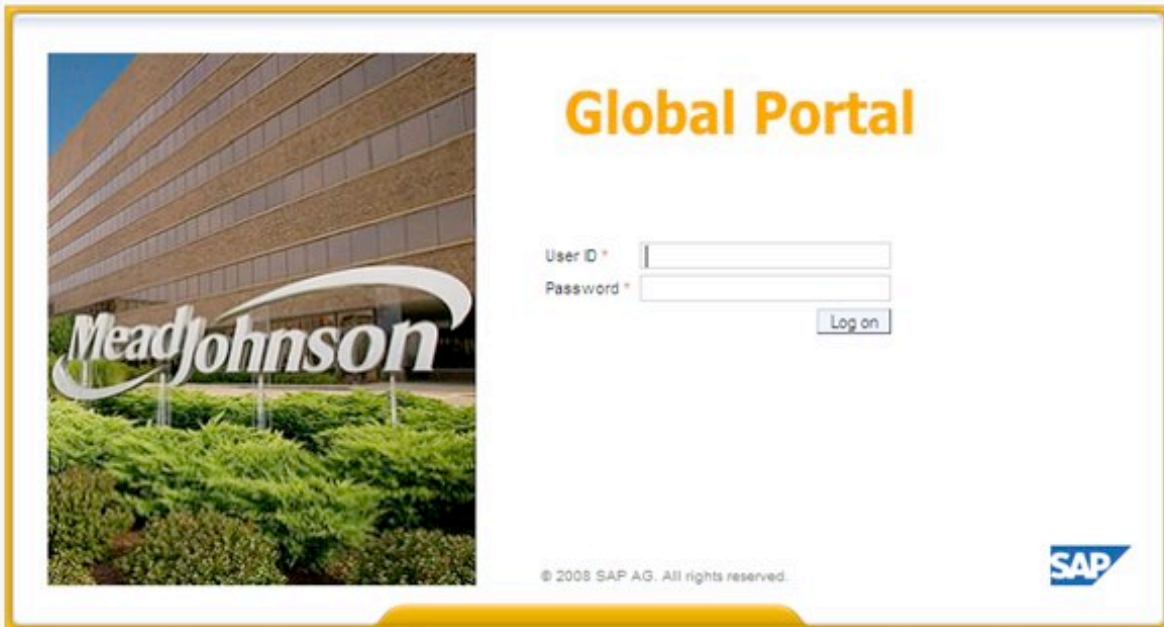 Global Portal
User ID *
Password *
Log on
MeadJohnson
© 2008 SAP AG. All rights reserved.
SAP